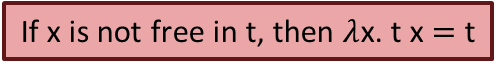 If x is not free in t, then λx. t x = t